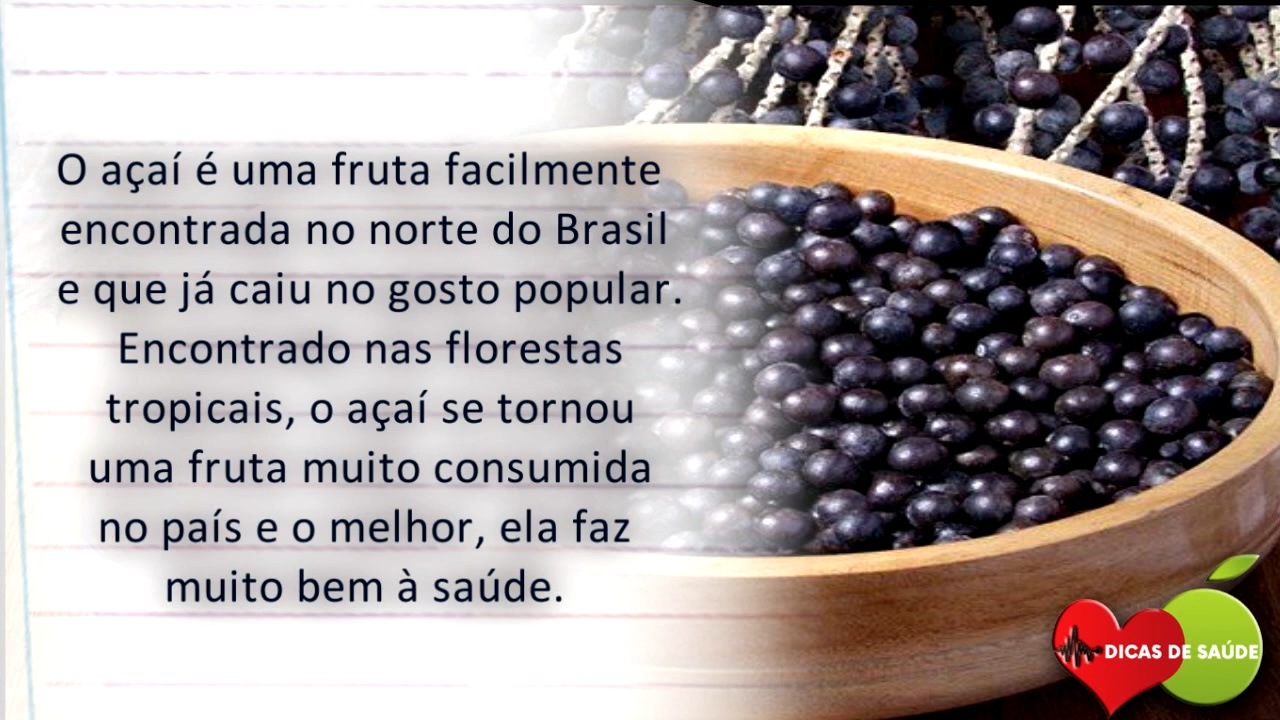 O açaí é uma fruta facilmente
encontrada no norte do Brasil
e que já caiu no gosto popular.
Encontrado nas florestas
tropicais, o açaí se tornou
uma fruta muito consumida
no país e o melhor, ela faz
muito bem à saúde.
DICAS DE SAÚDE